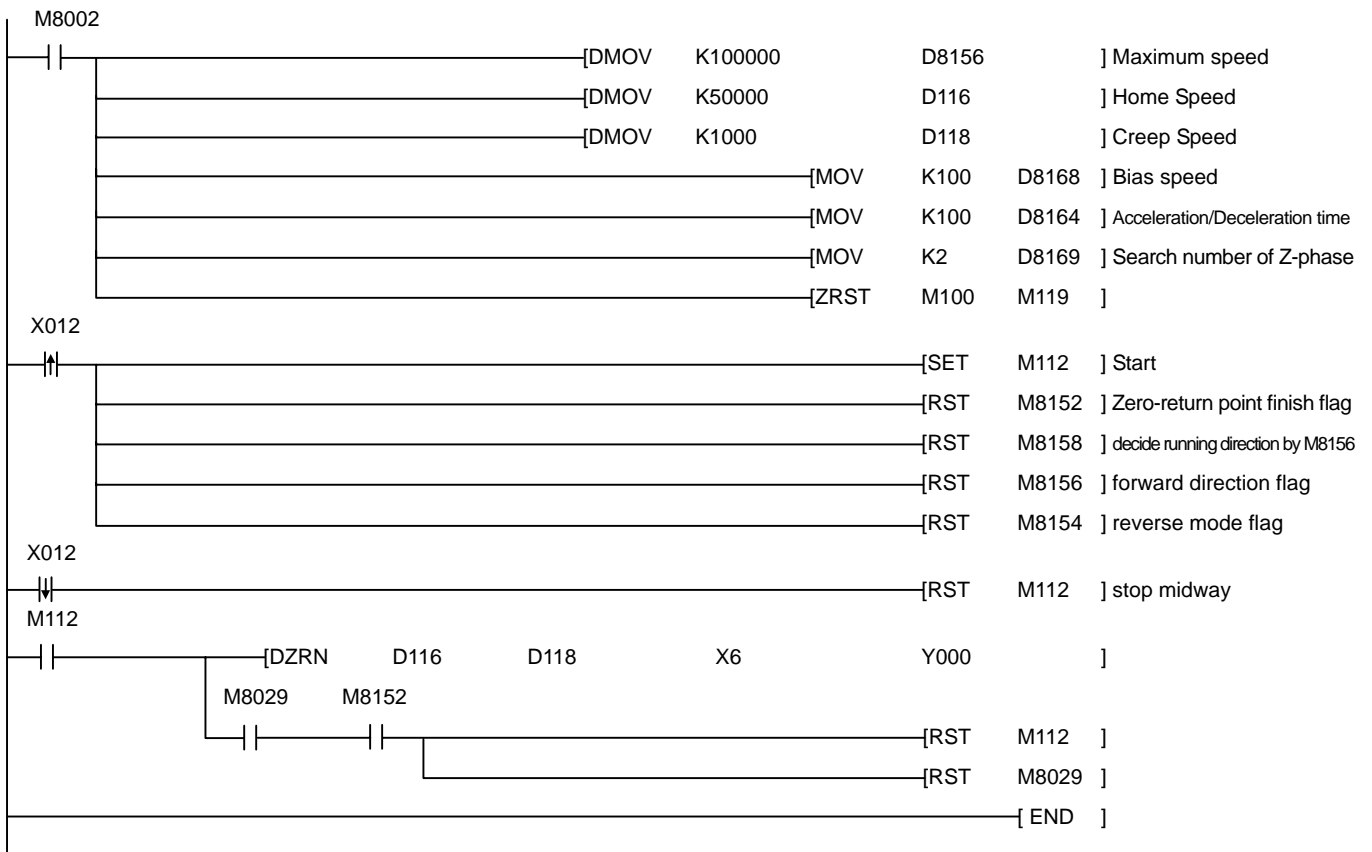 M8002
[DMOV K100000 D8156 ] Maximum speed
[DMOV K50000 D116 ] Home Speed
[DMOV K1000 D118 ] Creep Speed
[MOV K100 D8168 ] Bias speed
[MOV K100 D8164 ] Acceleration/Deceleration time
[MOV K2 D8169 ] Search number of Z-phase
[ZRST M100 M119 ]
X012
[SET M112 ] Start
[RST M8152 ] Zero-return point finish flag
[RST M8158 ] decide running direction by M8156
[RST M8156 ] forward direction flag
[RST M8154 ] reverse mode flag
X012
[RST M112 ] stop midway
M112
[DZRN D116 D118 X6 Y000 ]
M8029 M8152
[RST M112 ]
[RST M8029 ]
[ END ]